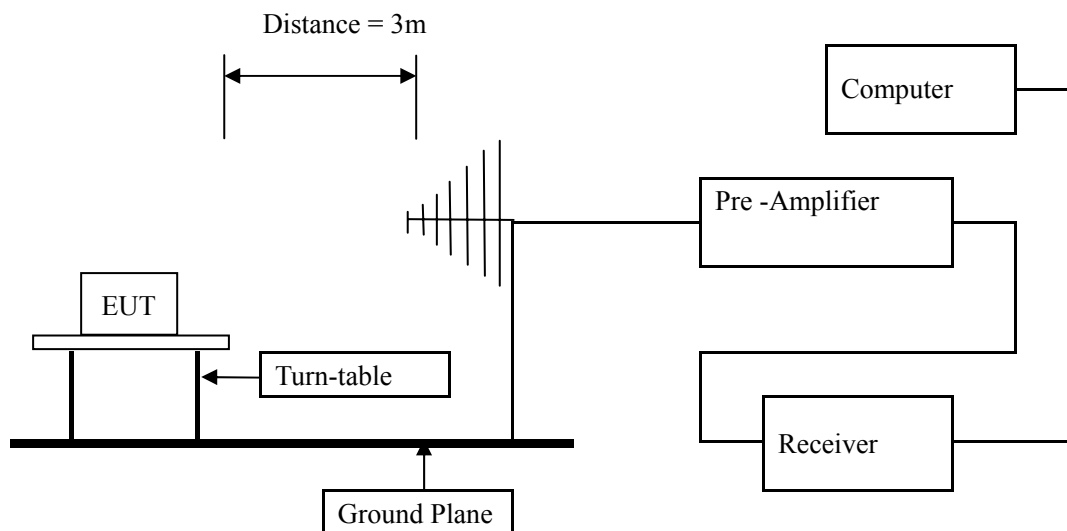 Distance = 3m
Computer
Pre -Amplifier
EUT
Turn-table
Receiver
Ground Plane